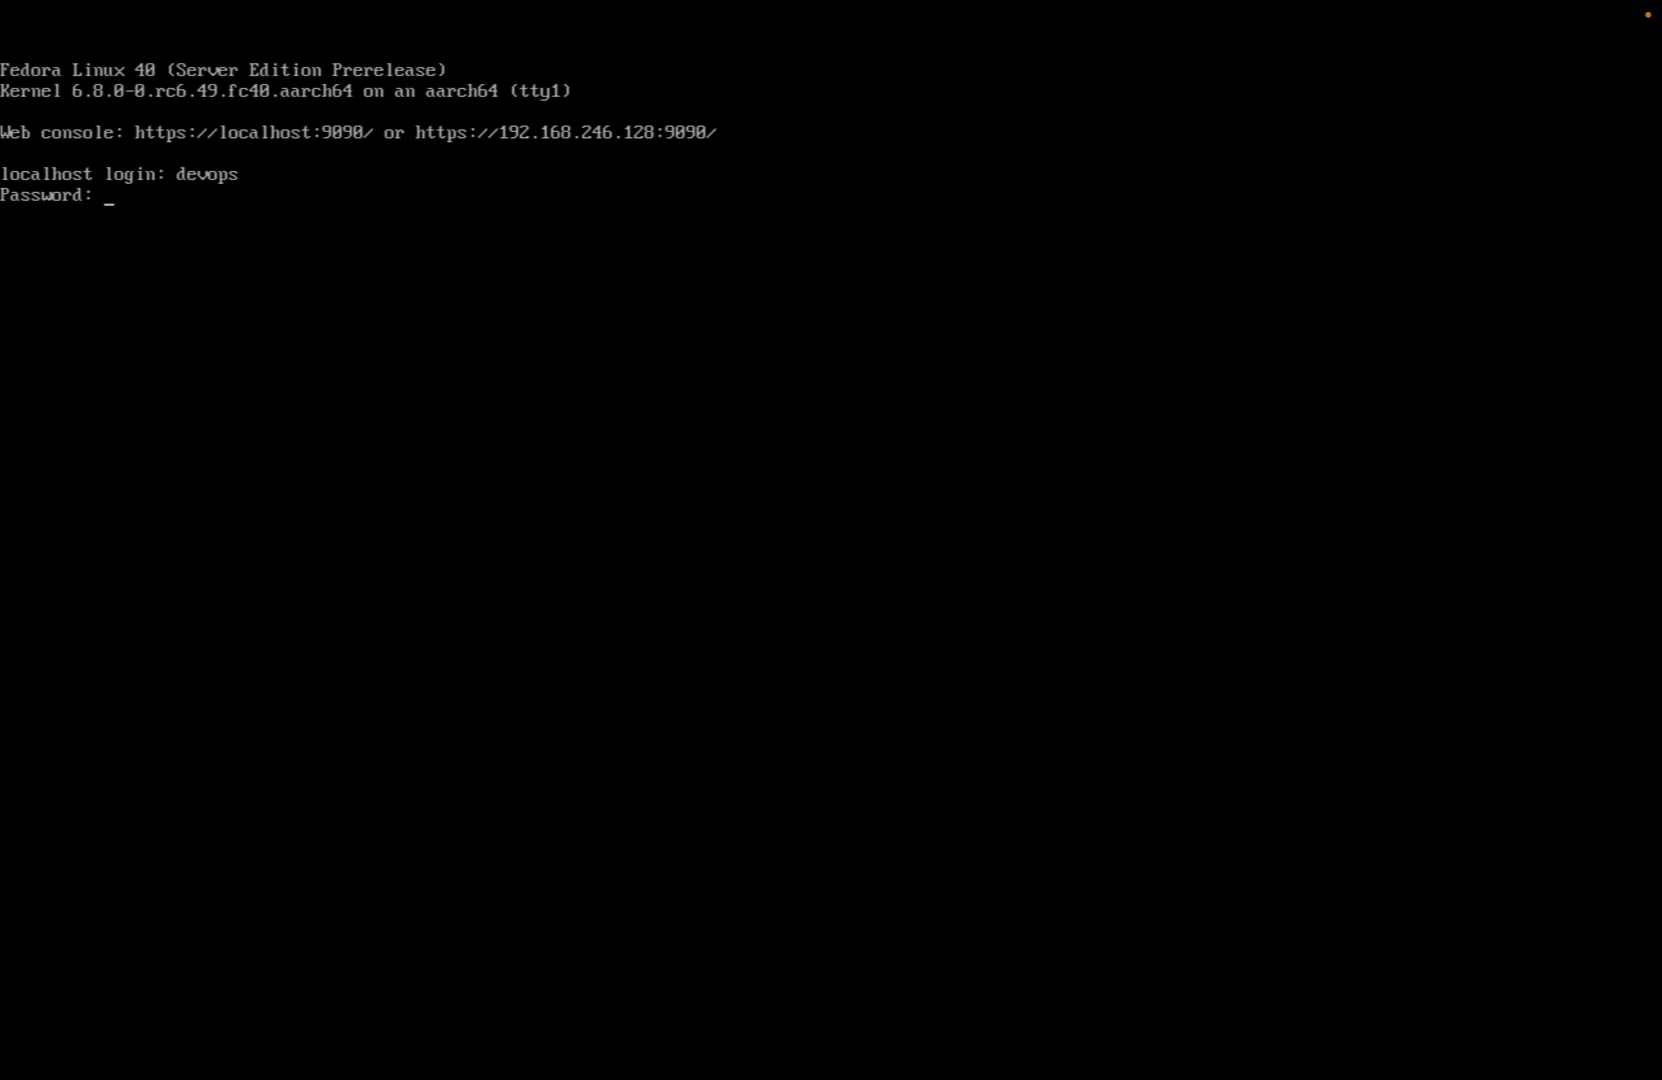 Fedora Linux 40 (Server Edition Prerelease)
Kernel 6.8.0-0.rc6.49.fc40.aarch64 on an aarch64 (tty1)
Web console: https://localhost:9090/ or https://192.168.246.128:9090/
localhost login: devops
Password: _